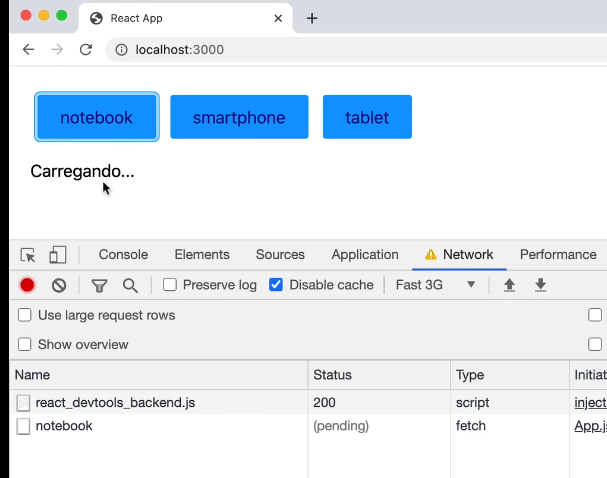 React App
localhost:3000
notebook smartphone tablet
Carregando...
Console Elements Sources Application Network Performance
Preserve log Disable cache Fast 3G
Use large request rows
Show overview
Name Status Type Initiat
react_devtools_backend.js 200 script inject
notebook (pending) fetch App.js